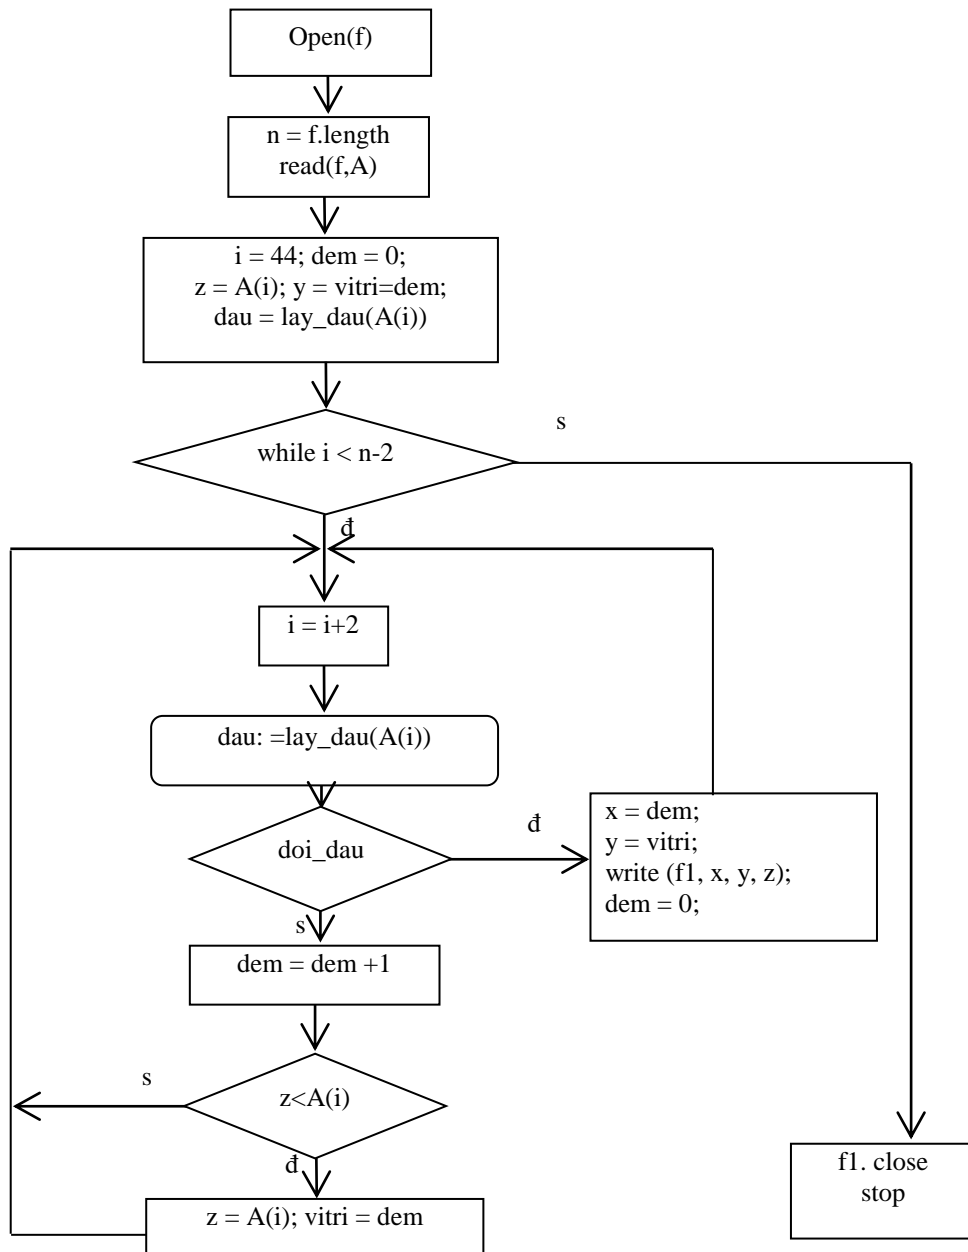 Open(f)
n = f.length
read(f,A)
i = 44; dem = 0;
z = A(i); y = vitri=dem;
dau = lay_dau(A(i))
s
while i < n-2
đ
i = i+2
dau: =lay_dau(A(i))
doi_dau
đ
x = dem;
y = vitri;
write (f1, x, y, z);
dem = 0;
s
dem = dem +1
s
z<A(i)
đ
z = A(i); vitri = dem
f1. close
stop